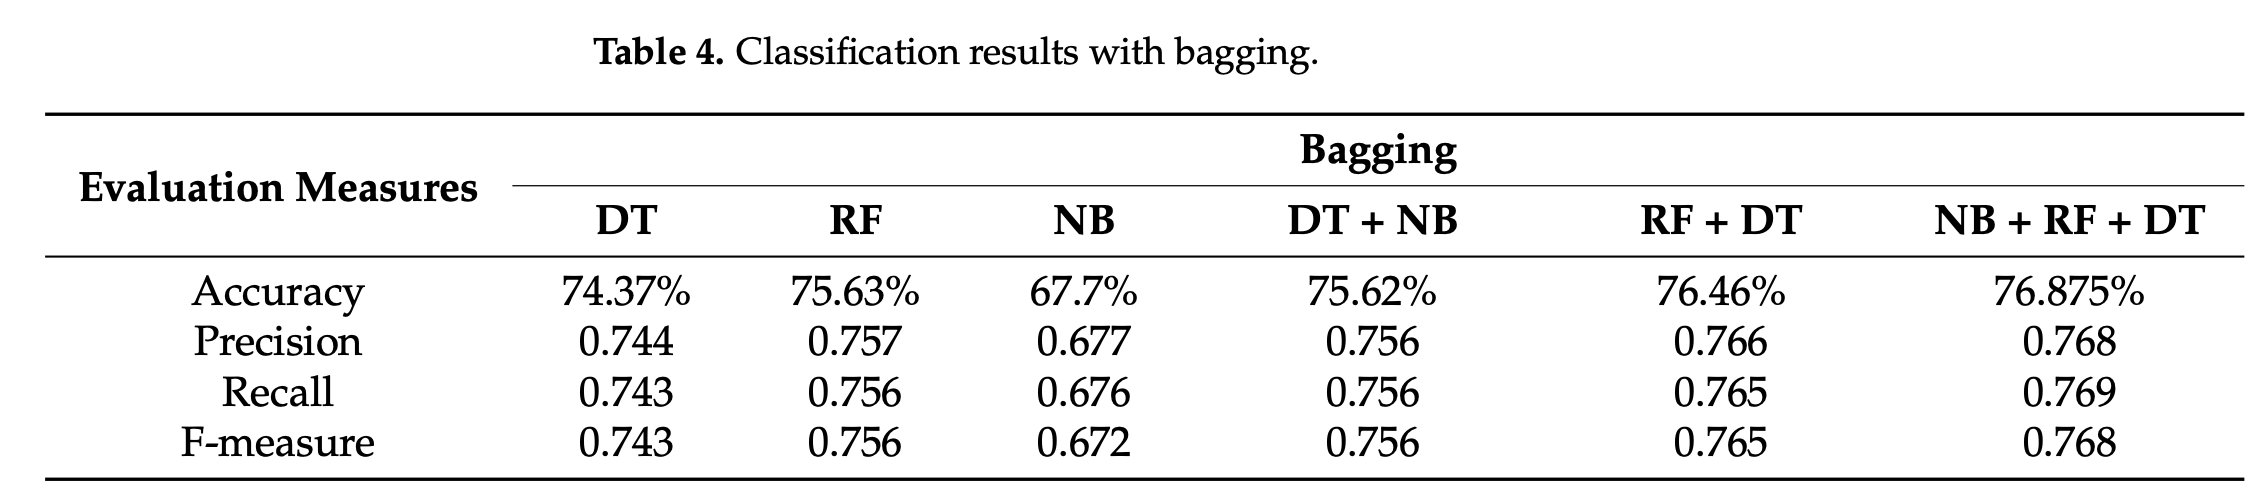 Table 4. Classification results with bagging.
Bagging
Evaluation Measures
DT RF NB DT + NB RF + DT NB + RF + DT
Accuracy 74.37% 75.63% 67.7% 75.62% 76.46% 76.875%
Precision 0.744 0.757 0.677 0.756 0.766 0.768
Recall 0.743 0.756 0.676 0.756 0.765 0.769
F-measure 0.743 0.756 0.672 0.756 0.765 0.768